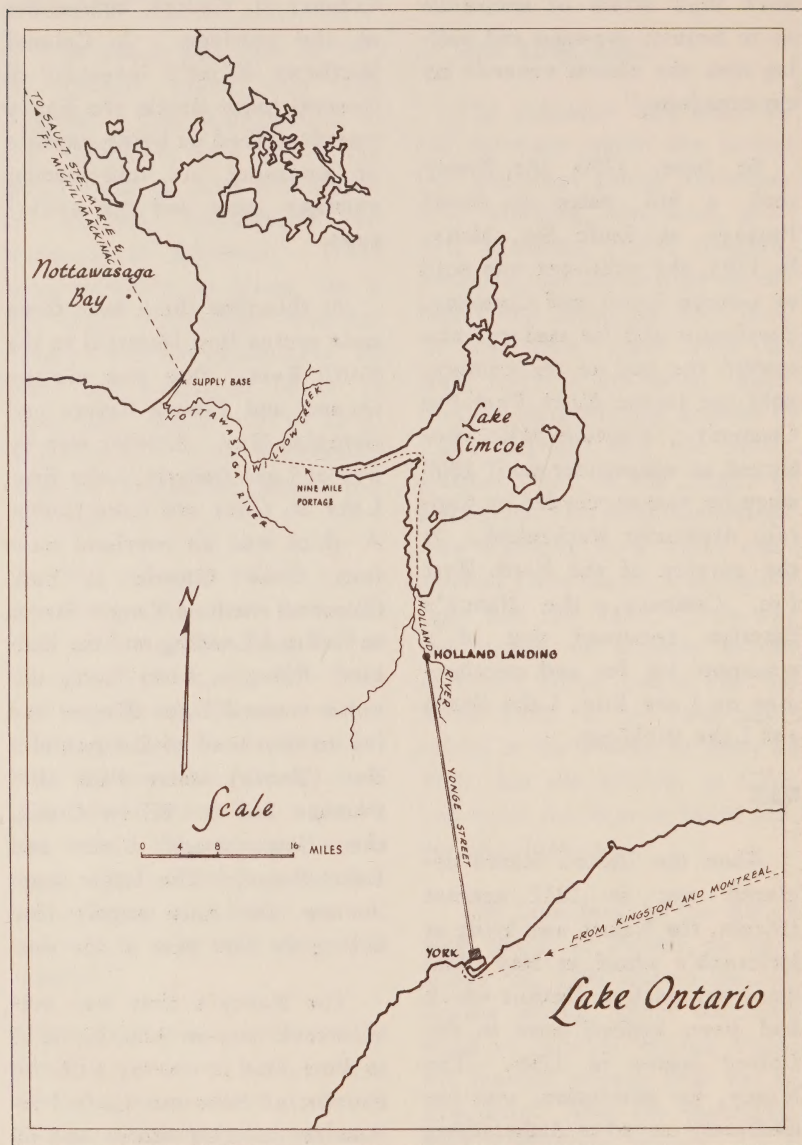 TO SAULT STE. MARIE &
FT. MICHILIMACKINAC
Nottawasaga
Bay
SUPPLY BASE
NOTTAWASAGA RIVER
WILLOW CREEK
NINE MILE
PORTAGE
Lake
Simcoe
N
HOLLAND RIVER
HOLLAND LANDING
YONGE STREET
Scale
0 4 8 16 MILES
FROM KINGSTON AND MONTREAL
YORK
Lake Ontario